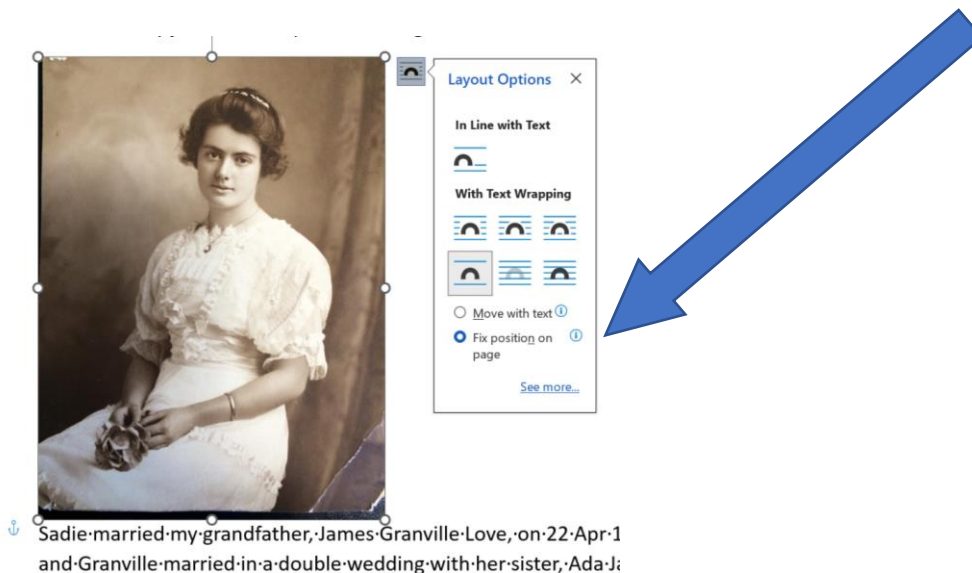 Layout Options
In Line with Text
With Text Wrapping
Move with text
Fix position on
page
See more...
Sadie married my grandfather, James Granville Love, on 22 Apr
and Granville married in a double wedding with her sister, Ada